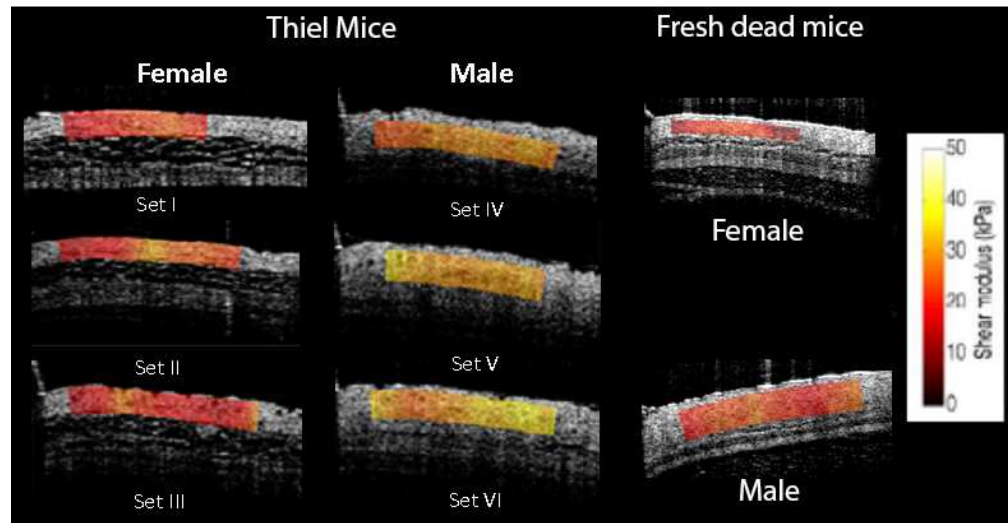 Thiel Mice
Fresh dead mice
Female
Male
Set I
Set IV
Female
Set II
Set V
Set III
Set VI
Male
50
40
30
20
10
0
Shear modulus (kPa)